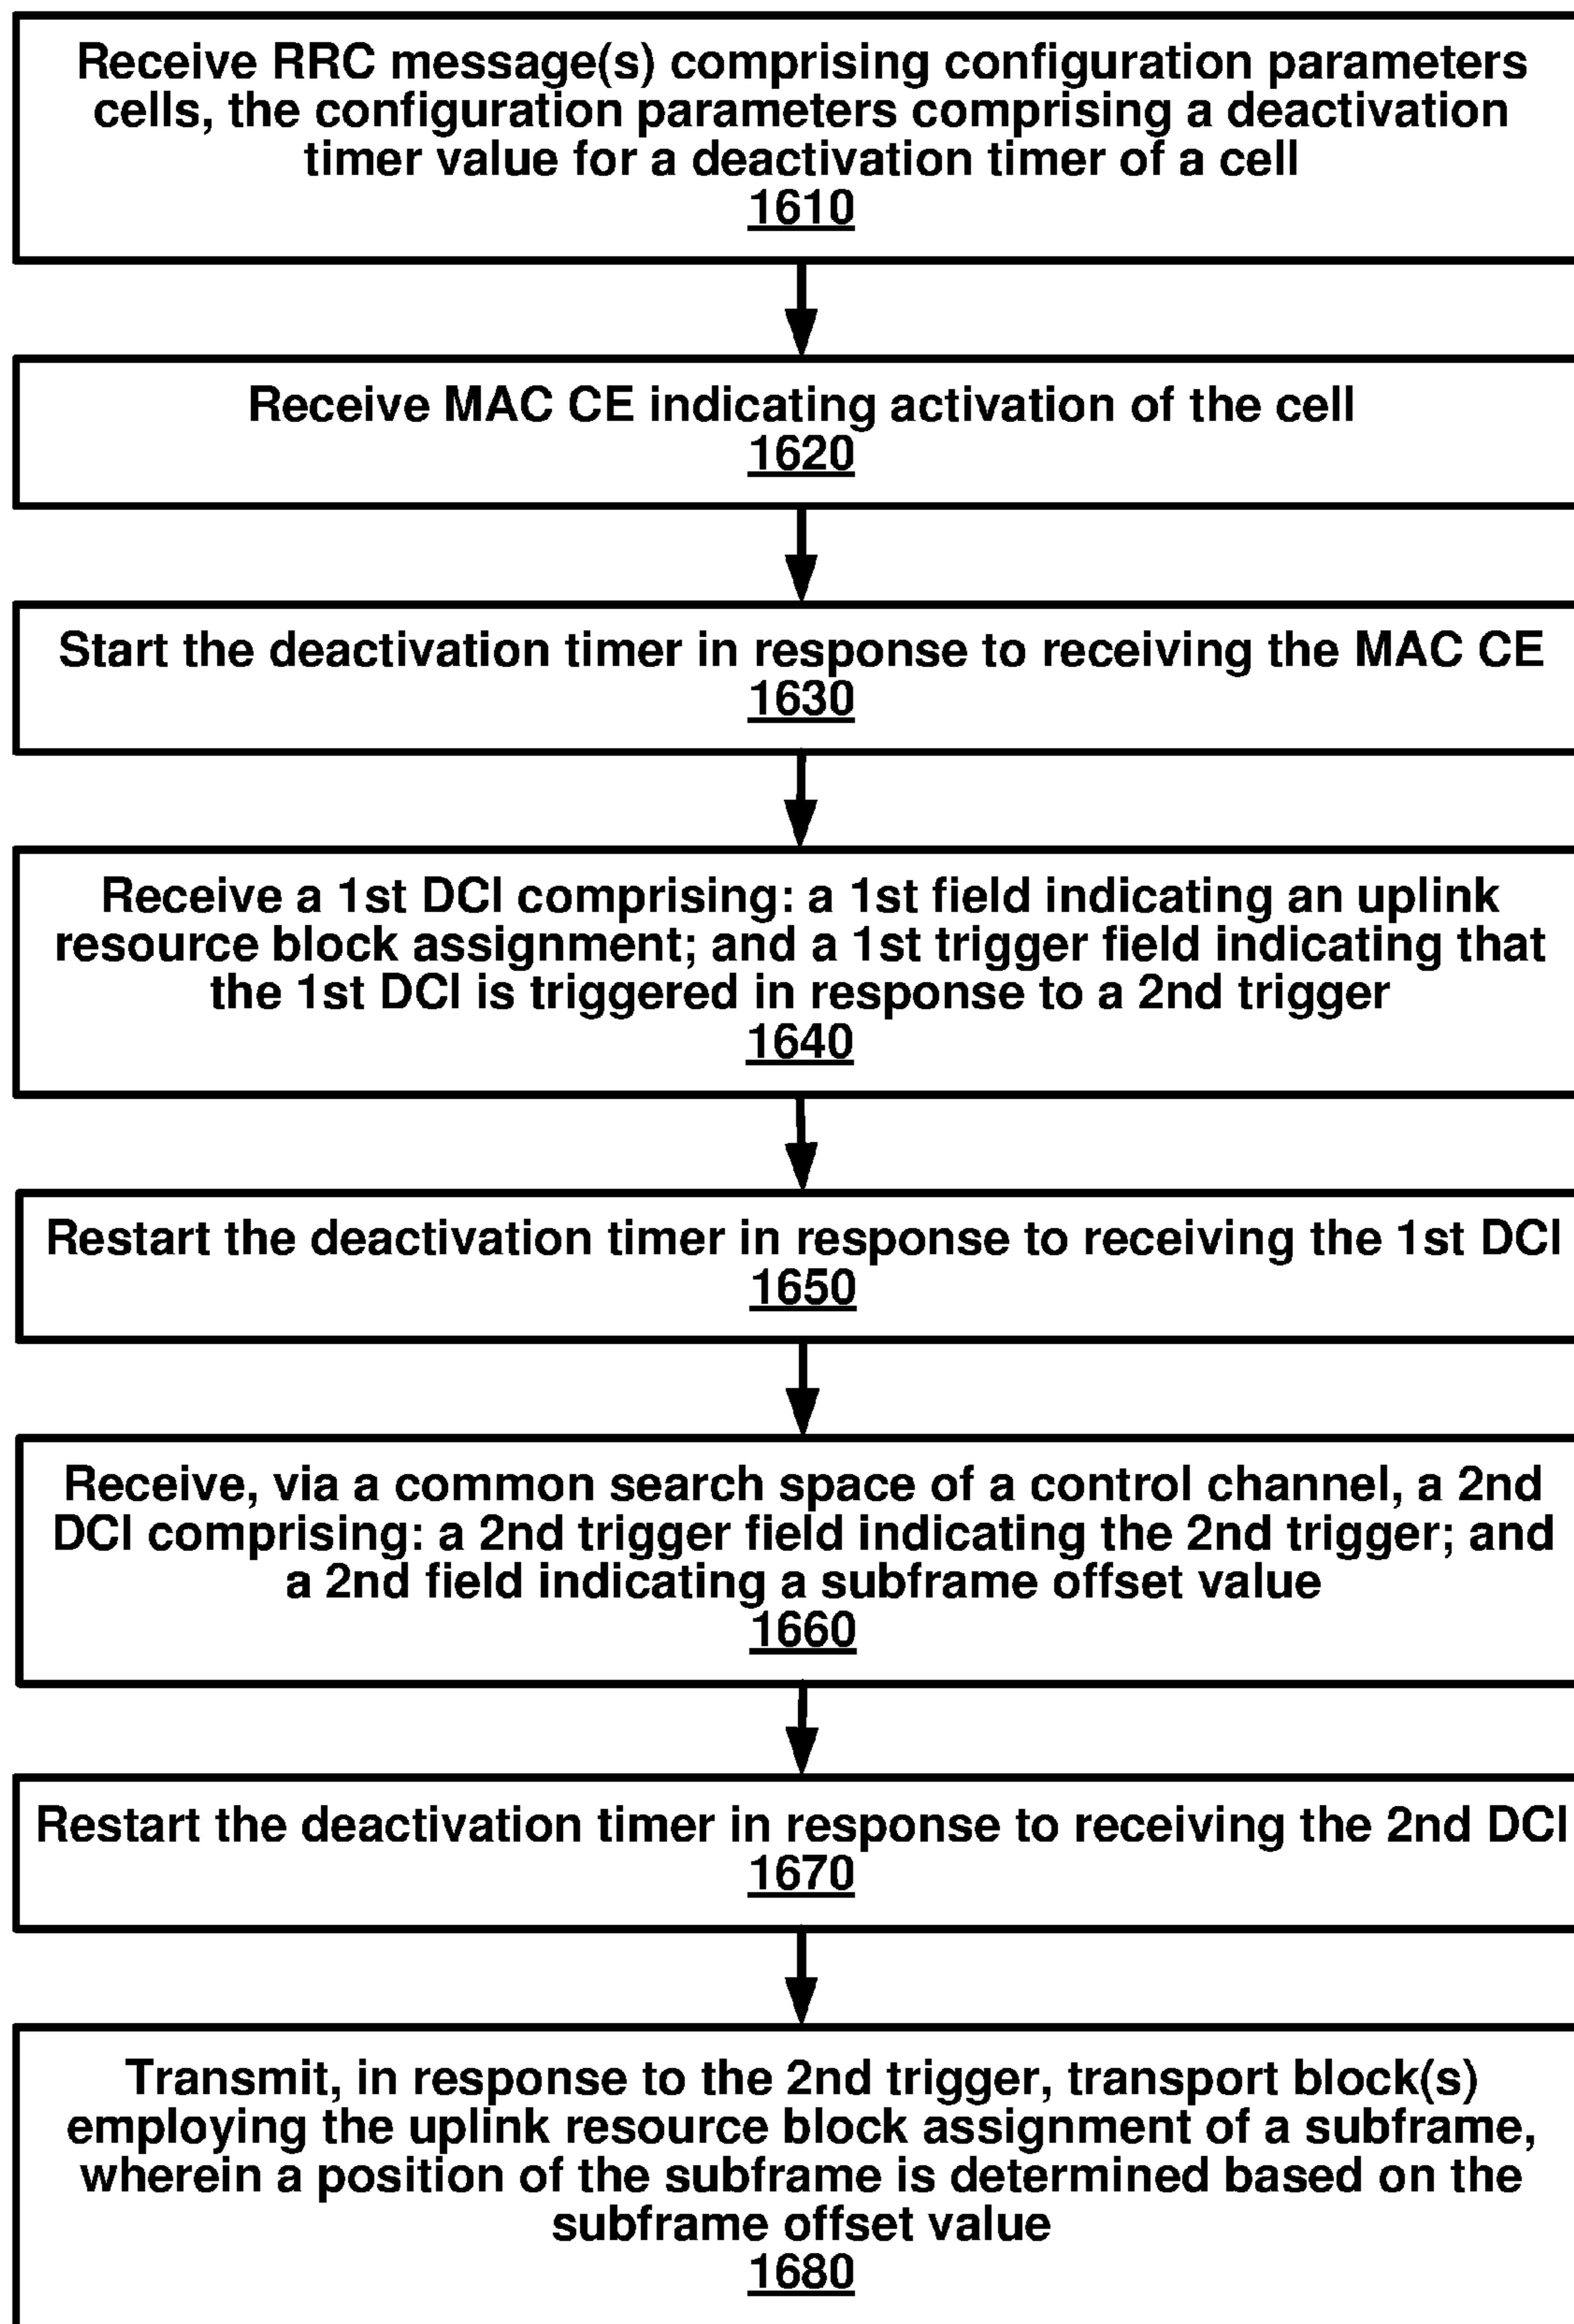 Receive RRC message(s) comprising configuration parameters
cells, the configuration parameters comprising a deactivation
timer value for a deactivation timer of a cell
1610
Receive MAC CE indicating activation of the cell
1620
Start the deactivation timer in response to receiving the MAC CE
1630
Receive a 1st DCI comprising: a 1st field indicating an uplink
resource block assignment; and a 1st trigger field indicating that
the 1st DCI is triggered in response to a 2nd trigger
1640
Restart the deactivation timer in response to receiving the 1st DCI
1650
Receive, via a common search space of a control channel, a 2nd
DCI comprising: a 2nd trigger field indicating the 2nd trigger; and
a 2nd field indicating a subframe offset value
1660
Restart the deactivation timer in response to receiving the 2nd DCI
1670
Transmit, in response to the 2nd trigger, transport block(s)
employing the uplink resource block assignment of a subframe,
wherein a position of the subframe is determined based on the
subframe offset value
1680